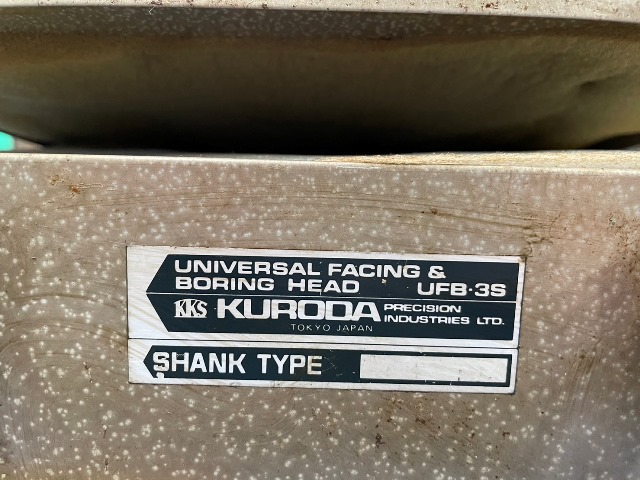 UNIVERSAL FACING &
BORING HEAD UFB·3S
KKS KURODA PRECISION INDUSTRIES LTD.
TOKYO JAPAN
SHANK TYPE